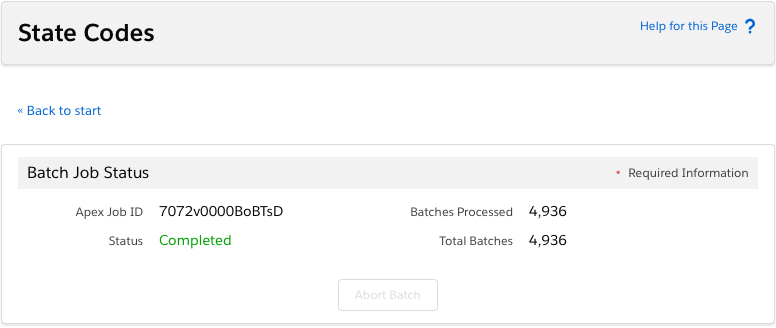 State Codes
Help for this Page ?
« Back to start
Batch Job Status
* Required Information
Apex Job ID 7072v0000BoBTsD Batches Processed 4,936
Status Completed Total Batches 4,936
Abort Batch